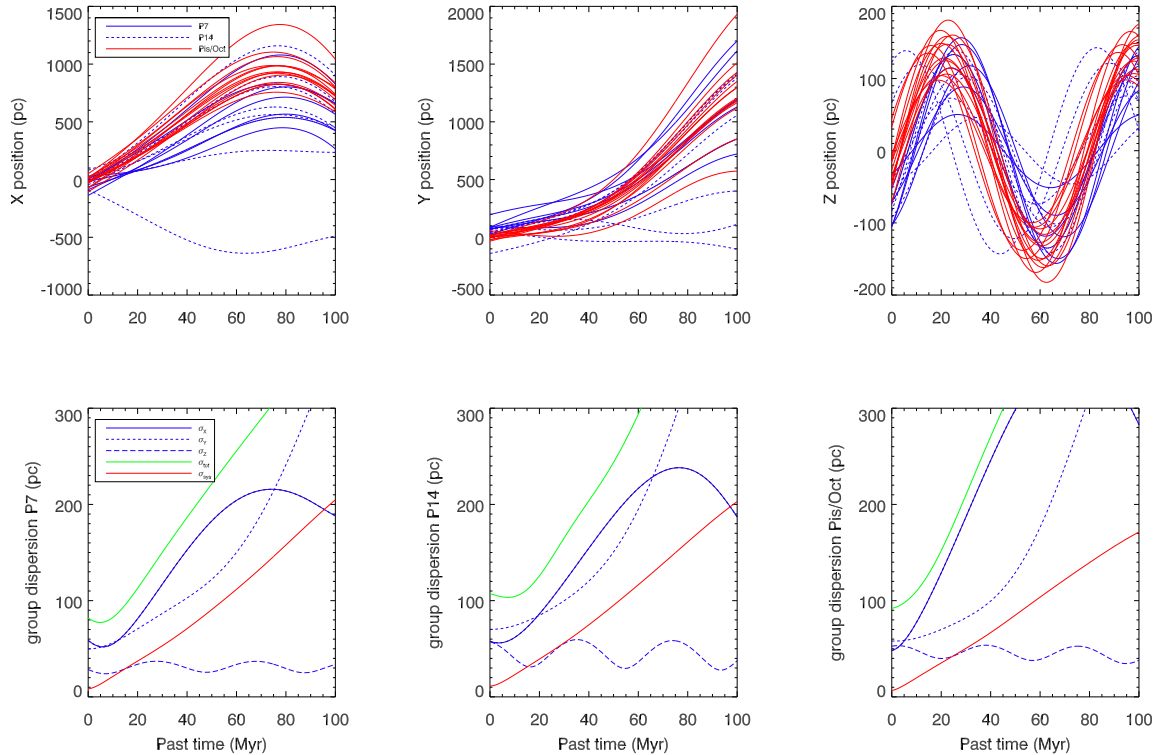 1500
1000
500
0
-500
-1000
X position (pc)
P7
P14
Pis/Oct
0 20 40 60 80 100
2000
1500
1000
500
0
-500
Y position (pc)
0 20 40 60 80 100
200
100
0
-100
-200
Z position (pc)
0 20 40 60 80 100
300
200
100
0
group dispersion P7 (pc)
σX
σY
σZ
σtot
σsys
0 20 40 60 80 100
Past time (Myr)
300
200
100
0
group dispersion P14 (pc)
0 20 40 60 80 100
Past time (Myr)
300
200
100
0
group dispersion Pis/Oct (pc)
0 20 40 60 80 100
Past time (Myr)